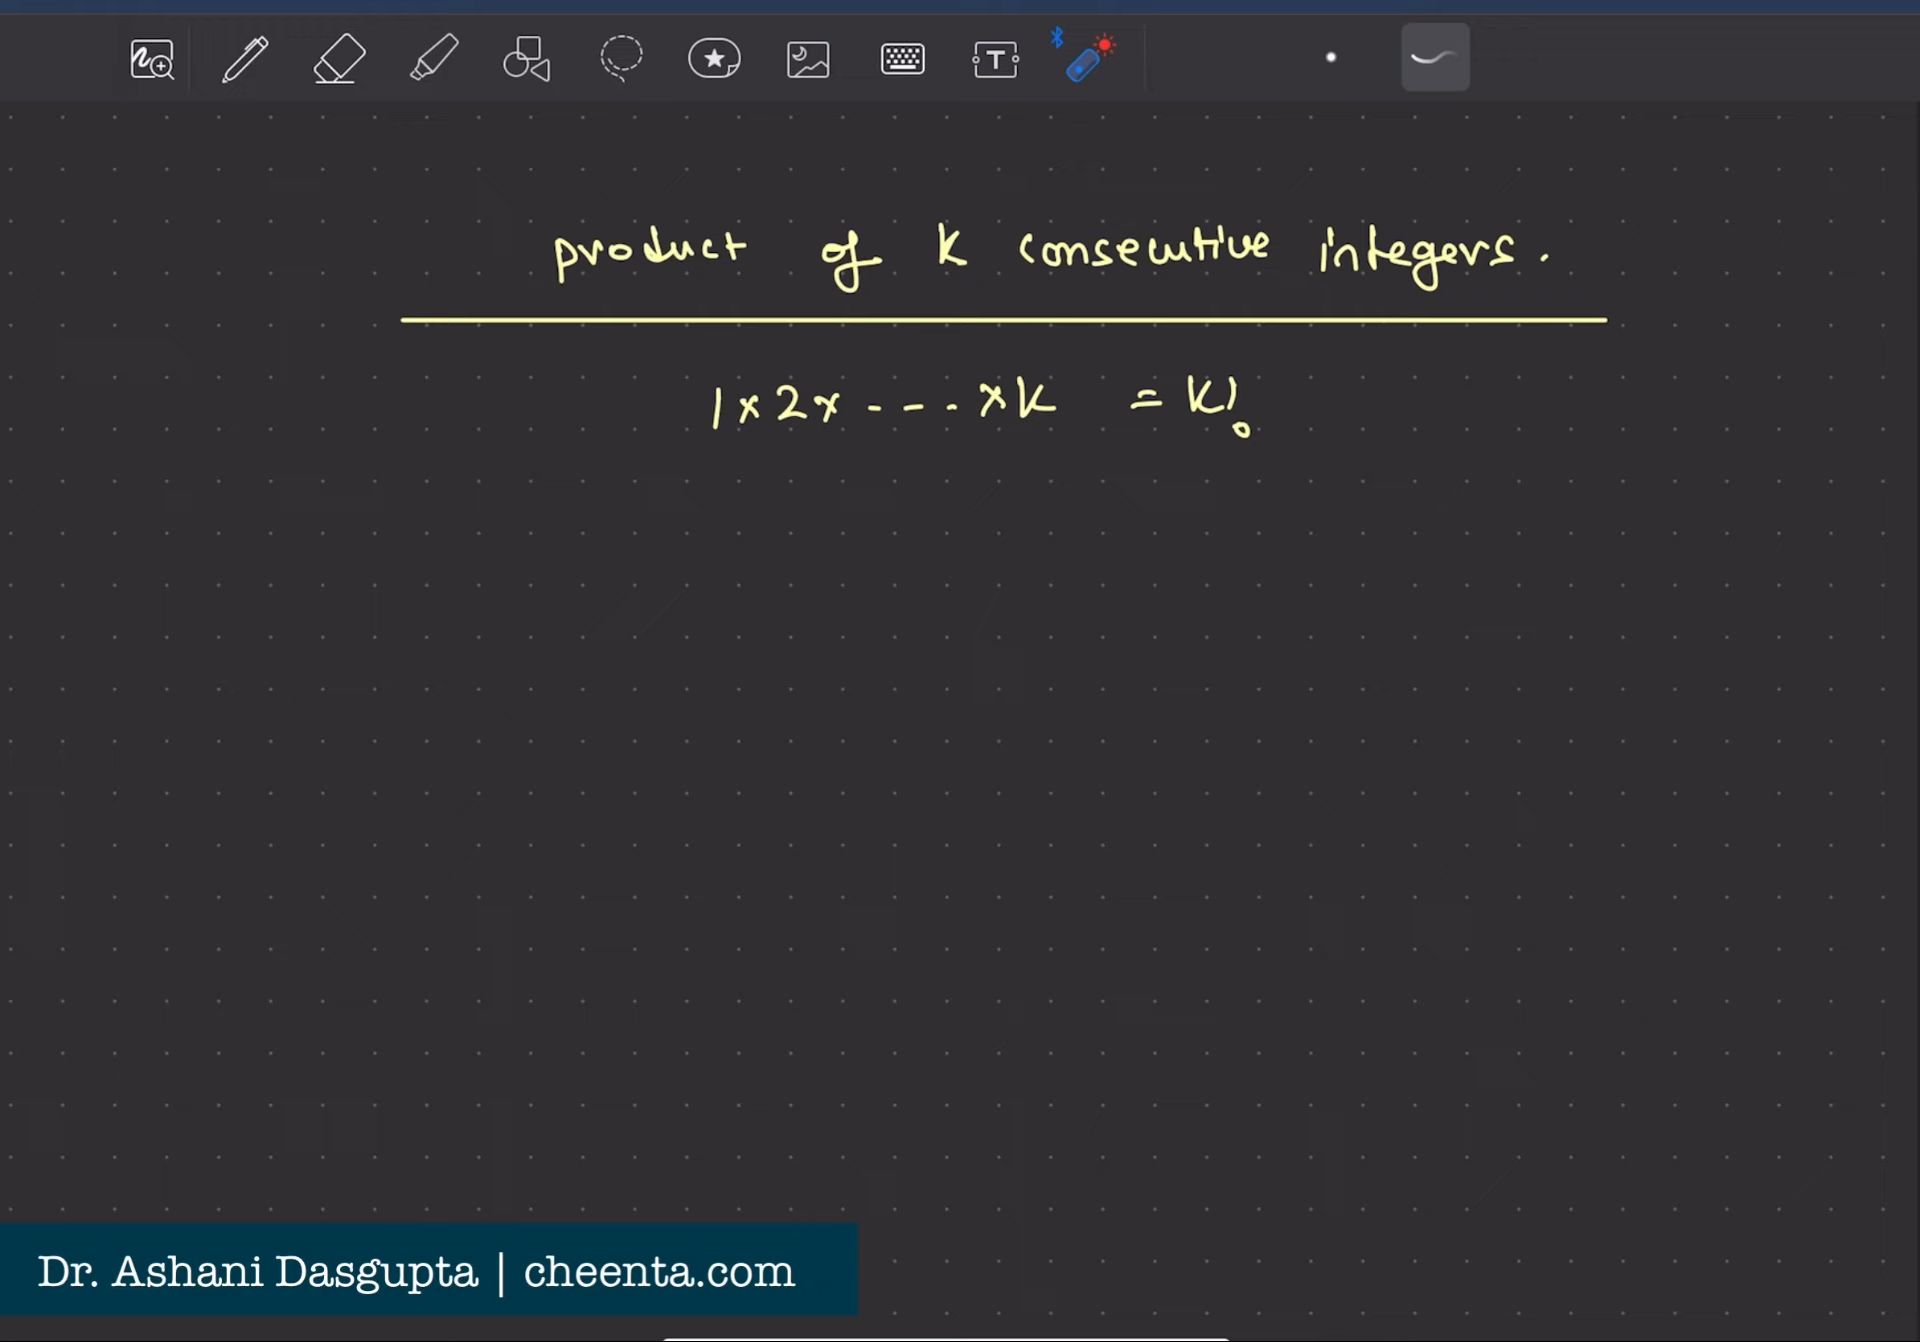 product of k consecutive integers.
1 x 2 x - - - . x k = k!
Dr. Ashani Dasgupta | cheenta.com